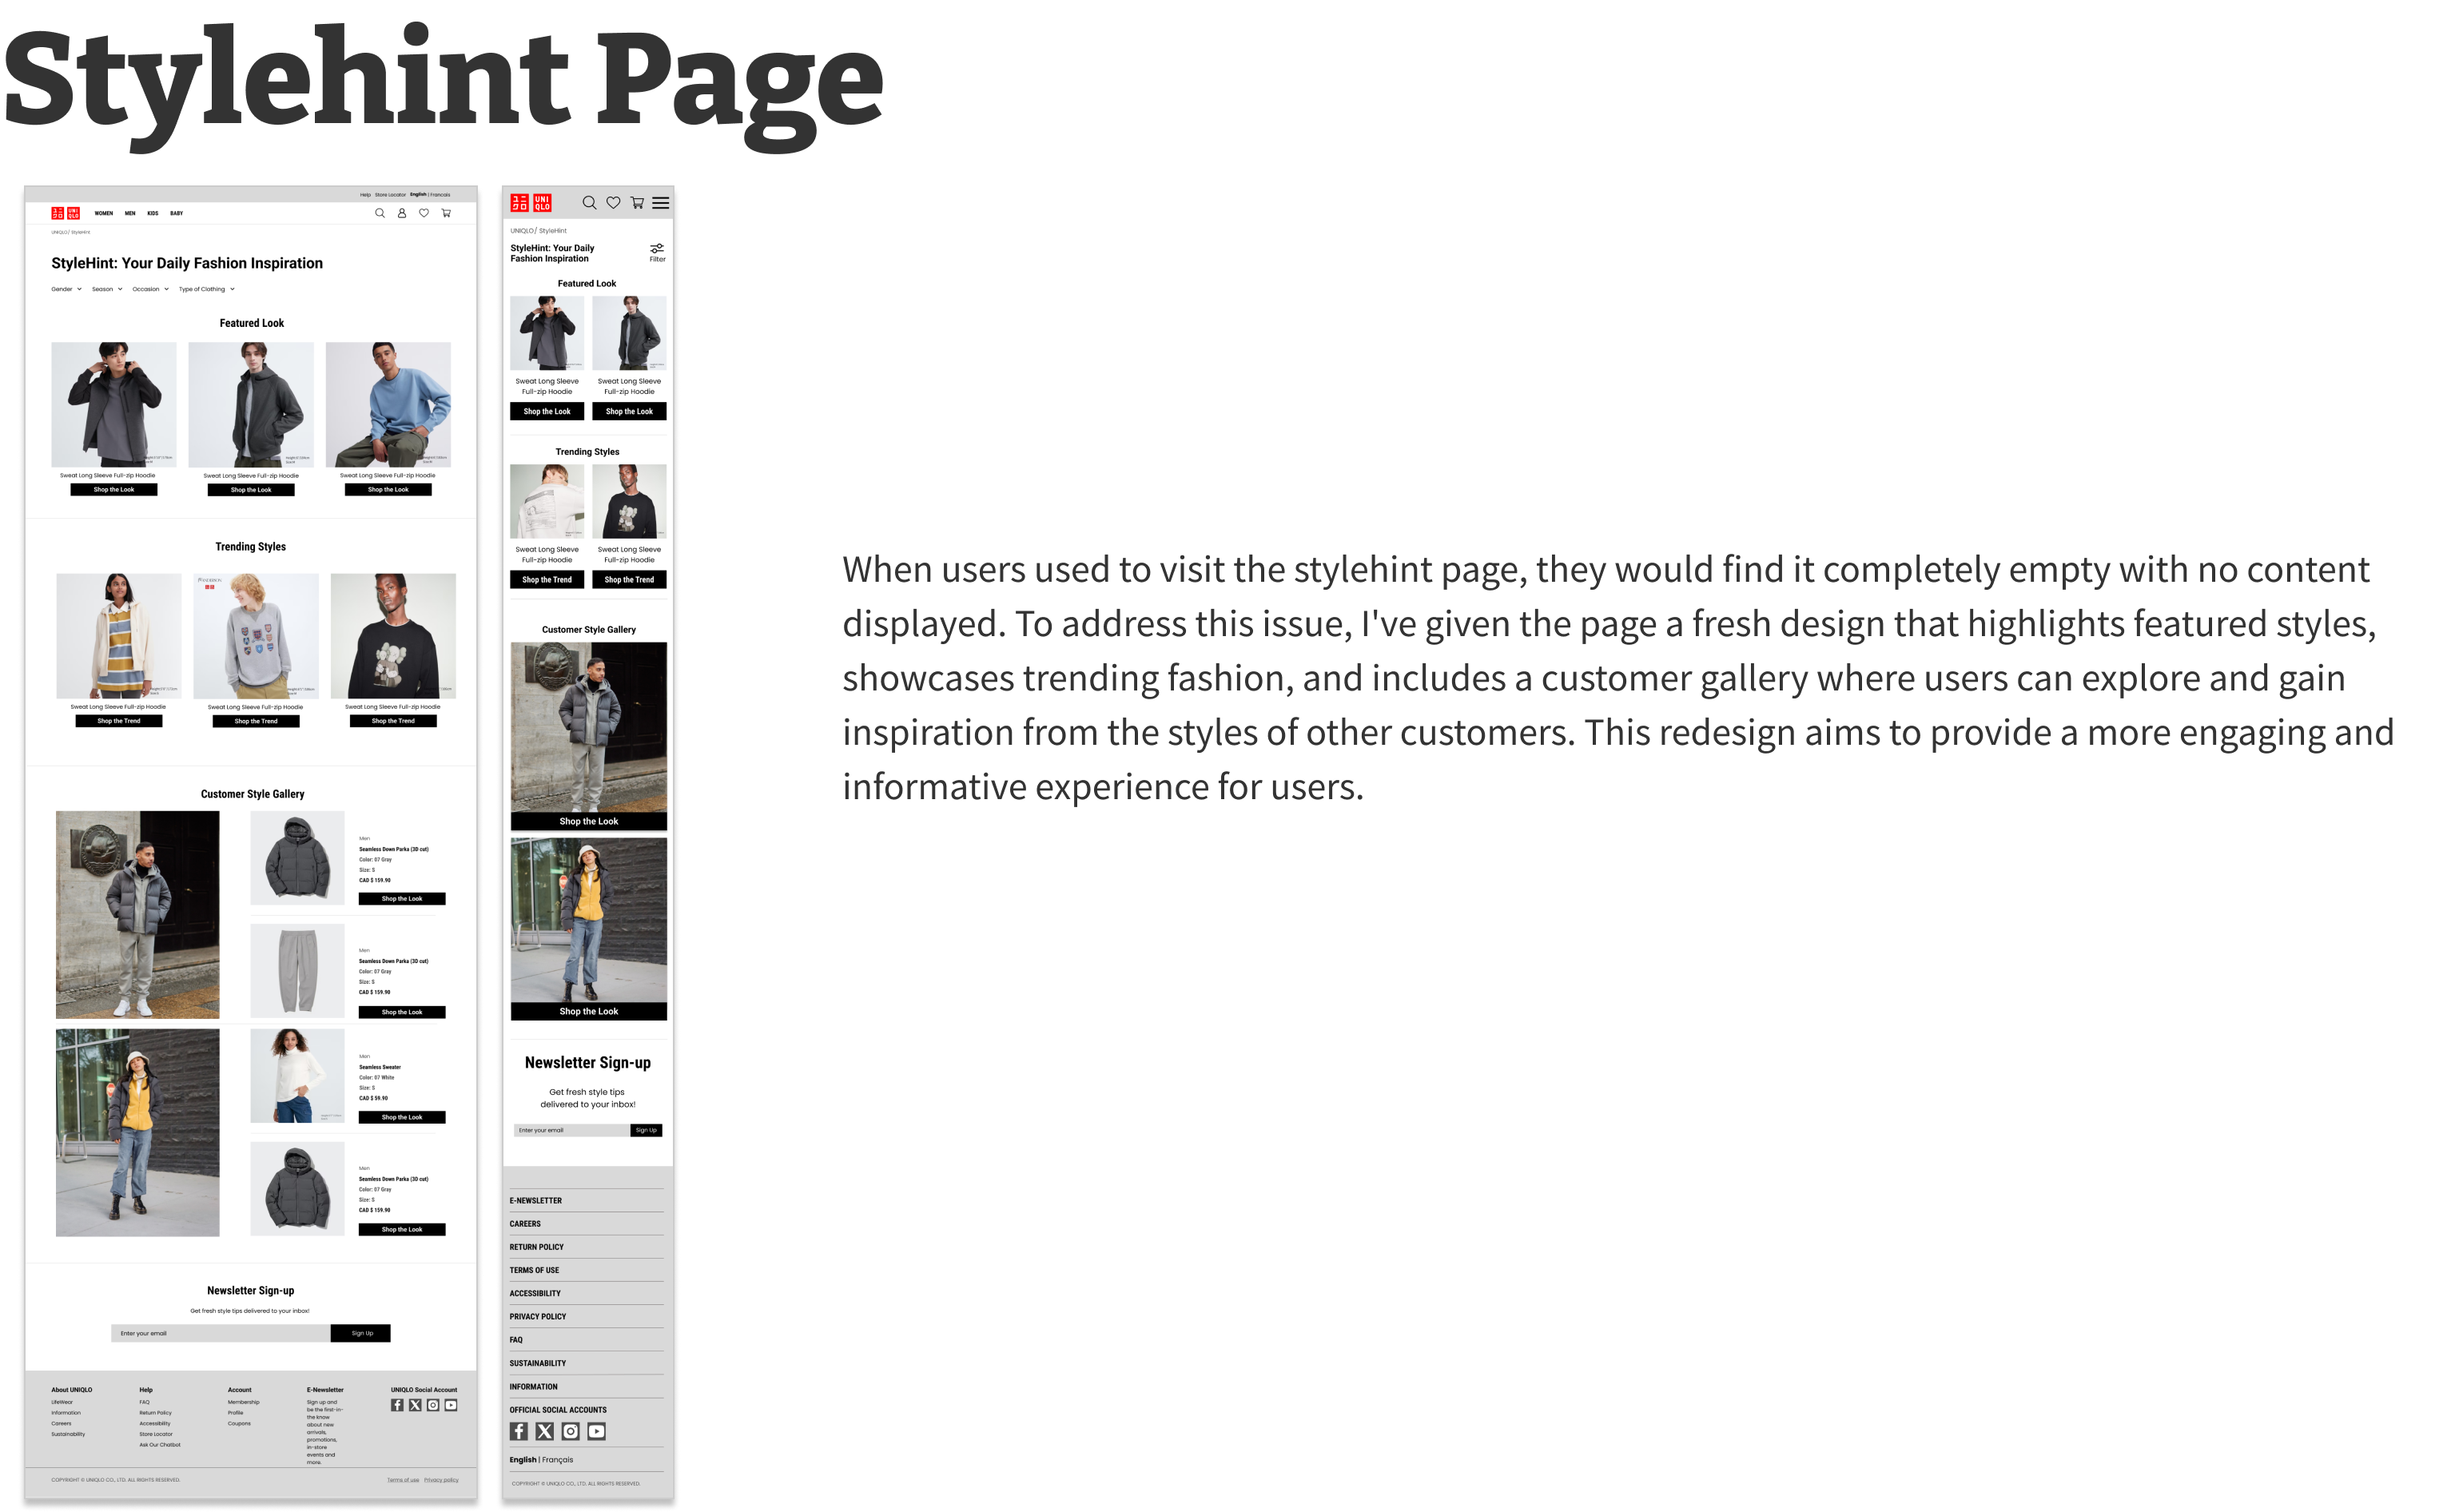 Stylehint Page
Help Store Locator English | Francais
UNI
QLO
WOMEN MEN KIDS BABY
UNIQLO/ StyleHint
StyleHint: Your Daily Fashion Inspiration
Gender Season Occasion Type of Clothing
Featured Look
Sweat Long Sleeve Full-zip Hoodie
Shop the Look
Sweat Long Sleeve Full-zip Hoodie
Shop the Look
Sweat Long Sleeve Full-zip Hoodie
Shop the Look
Trending Styles
Sweat Long Sleeve Full-zip Hoodie
Shop the Trend
Sweat Long Sleeve Full-zip Hoodie
Shop the Trend
Sweat Long Sleeve Full-zip Hoodie
Shop the Trend
Customer Style Gallery
Men
Seamless Down Parka (3D cut)
Color: 07 Gray
Size: S
CAD $ 159.90
Shop the Look
Men
Seamless Down Parka (3D cut)
Color: 07 Gray
Size: S
CAD $ 159.90
Shop the Look
Men
Seamless Sweater
Color: 07 White
Size: S
CAD $ 59.90
Shop the Look
Men
Seamless Down Parka (3D cut)
Color: 07 Gray
Size: S
CAD $ 159.90
Shop the Look
Newsletter Sign-up
Get fresh style tips delivered to your inbox!
Enter your email Sign Up
About UNIQLO
LifeWear
Information
Careers
Sustainability
Help
FAQ
Return Policy
Accessibility
Store Locator
Ask Our Chatbot
Account
Membership
Profile
Coupons
E-Newsletter
Sign up and
be the first-in-
the know
about new
arrivals,
promotions,
in-store
events and
more.
UNIQLO Social Account
COPYRIGHT © UNIQLO CO., LTD. ALL RIGHTS RESERVED.
Terms of use Privacy policy
ユニ
クロ
UNI
QLO
UNIQLO/ StyleHint
StyleHint: Your Daily
Fashion Inspiration
Filter
Featured Look
Sweat Long Sleeve
Full-zip Hoodie
Shop the Look
Sweat Long Sleeve
Full-zip Hoodie
Shop the Look
Trending Styles
Sweat Long Sleeve
Full-zip Hoodie
Shop the Trend
Sweat Long Sleeve
Full-zip Hoodie
Shop the Trend
Customer Style Gallery
Shop the Look
Shop the Look
Newsletter Sign-up
Get fresh style tips
delivered to your inbox!
Enter your email Sign Up
E-NEWSLETTER
CAREERS
RETURN POLICY
TERMS OF USE
ACCESSIBILITY
PRIVACY POLICY
FAQ
SUSTAINABILITY
INFORMATION
OFFICIAL SOCIAL ACCOUNTS
English | Français
COPYRIGHT © UNIQLO CO., LTD. ALL RIGHTS RESERVED.
When users used to visit the stylehint page, they would find it completely empty with no content
displayed. To address this issue, I've given the page a fresh design that highlights featured styles,
showcases trending fashion, and includes a customer gallery where users can explore and gain
inspiration from the styles of other customers. This redesign aims to provide a more engaging and
informative experience for users.